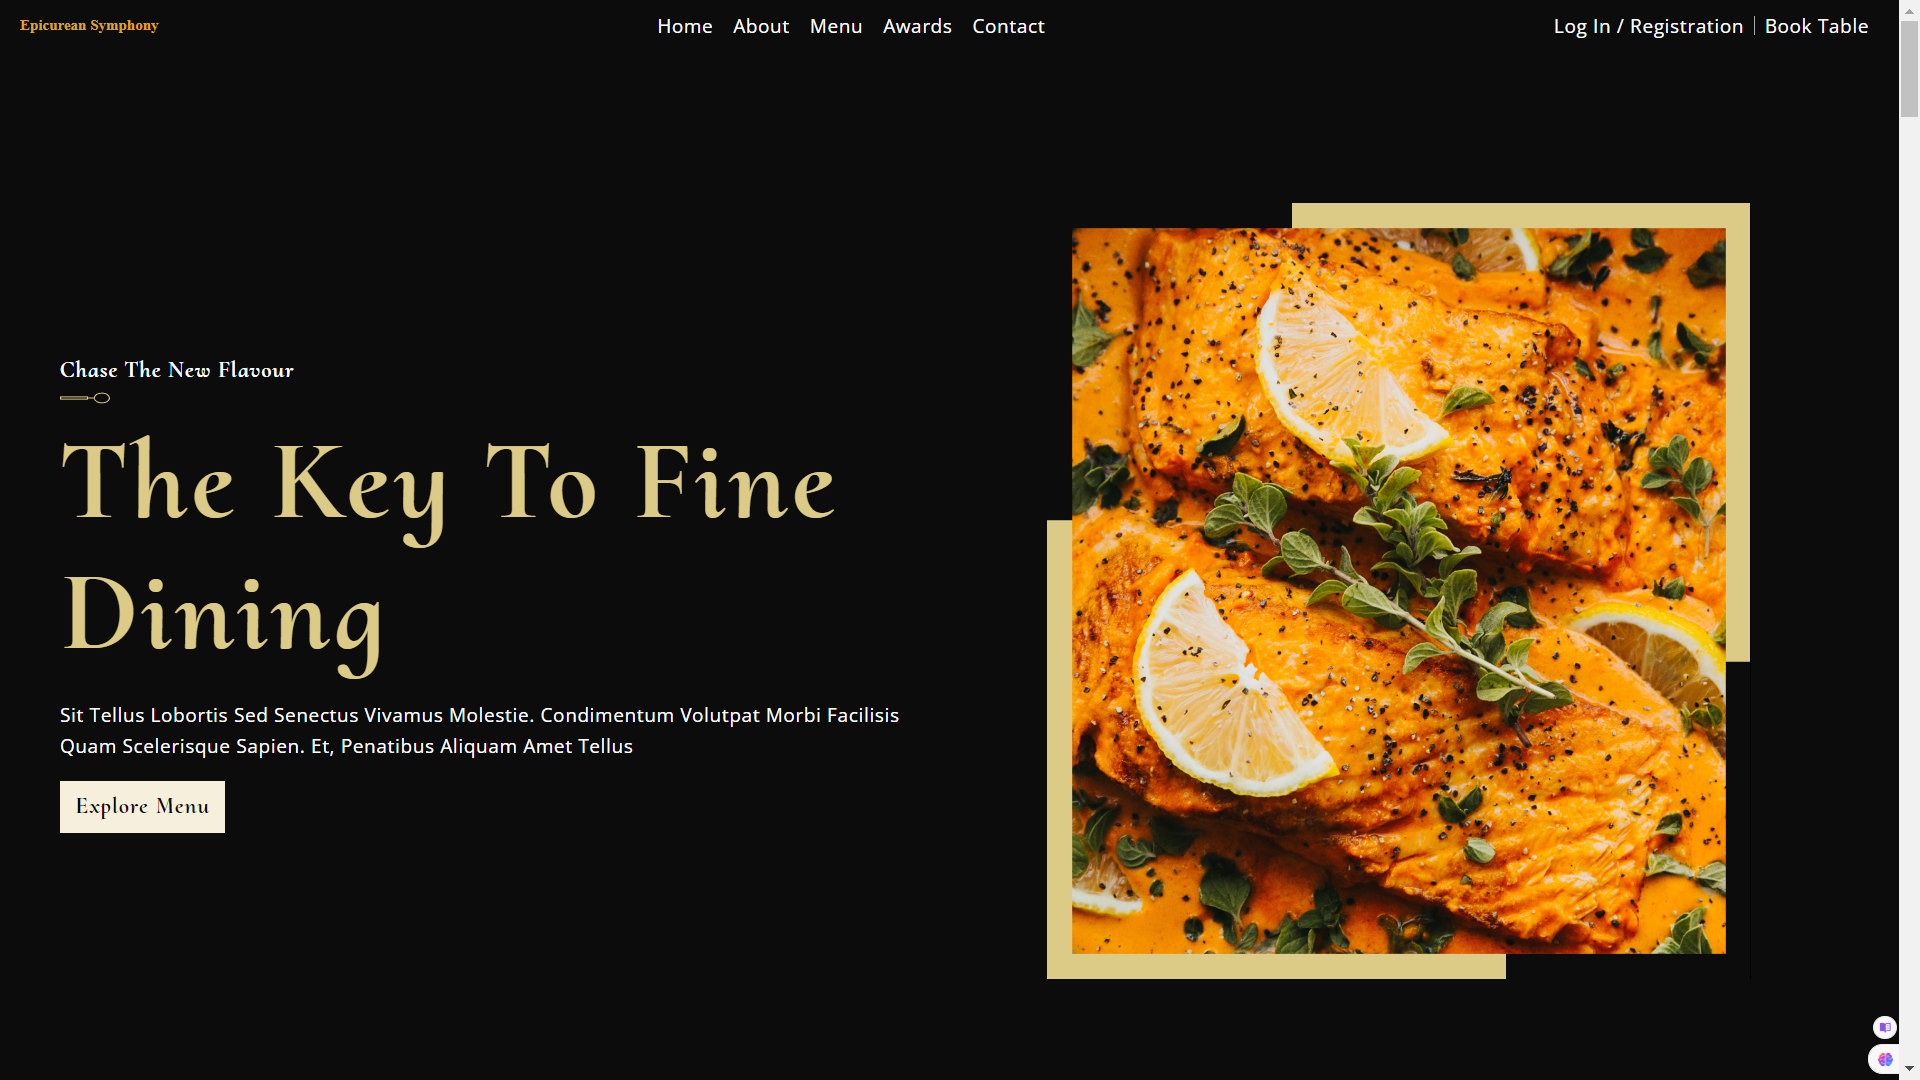 Epicurean Symphony
Home About Menu Awards Contact
Log In / Registration Book Table
Chase The New Flavour
The Key To Fine
Dining
Sit Tellus Lobortis Sed Senectus Vivamus Molestie. Condimentum Volutpat Morbi Facilisis
Quam Scelerisque Sapien. Et, Penatibus Aliquam Amet Tellus
Explore Menu